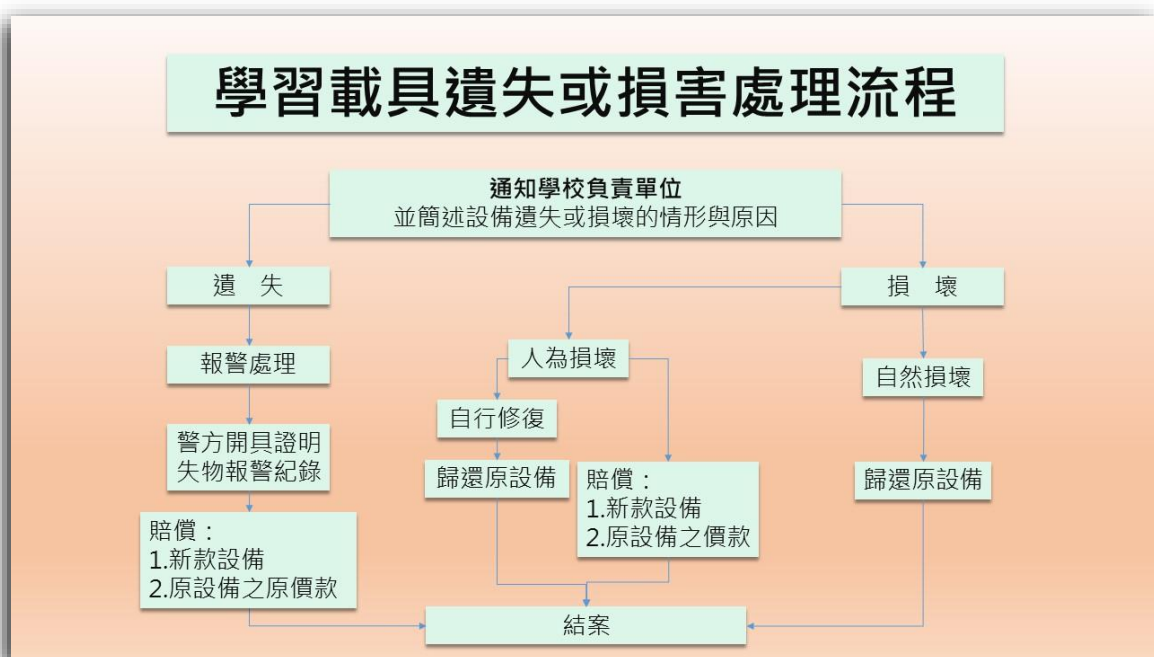 學習載具遺失或損害處理流程
通知學校負責單位
並簡述設備遺失或損壞的情形與原因
遺 失
損 壞
報警處理
人為損壞
自然損壞
警方開具證明
失物報警紀錄
自行修復
歸還原設備
賠償：
1.新款設備
2.原設備之價款
歸還原設備
賠償：
1.新款設備
2.原設備之原價款
結案